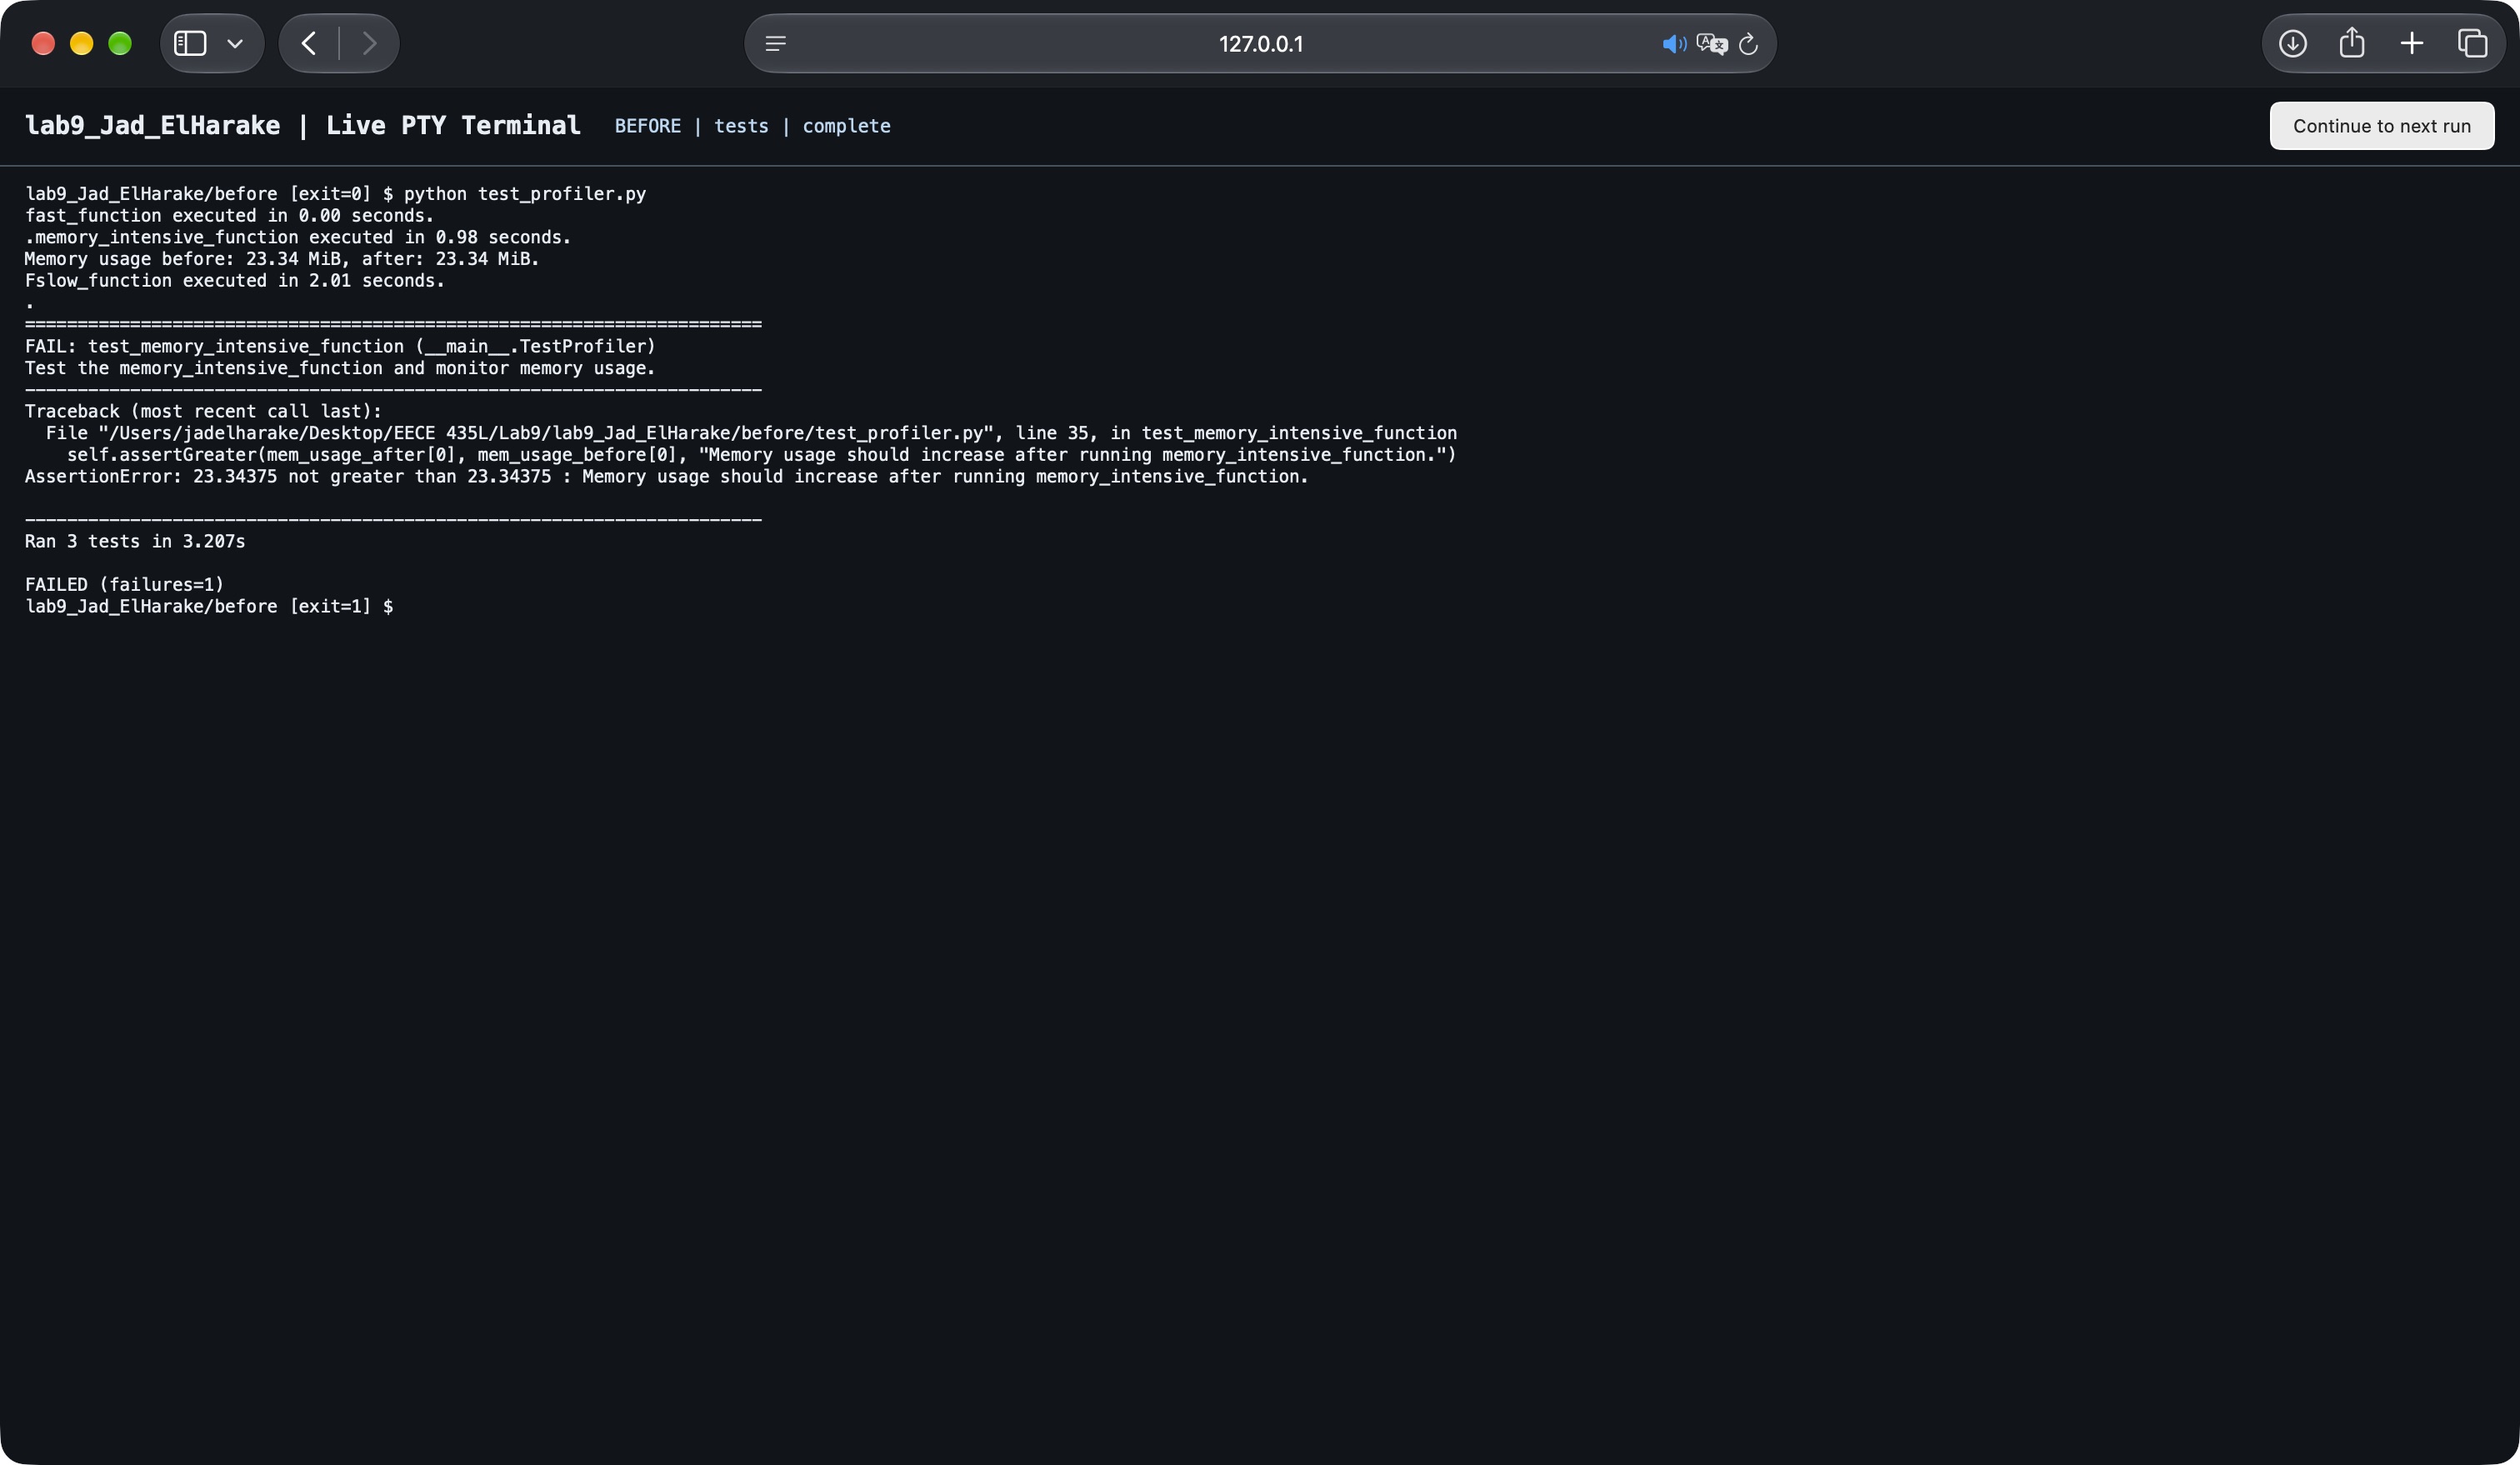 127.0.0.1
lab9_Jad_ElHarake | Live PTY Terminal BEFORE | tests | complete
Continue to next run
lab9_Jad_ElHarake/before [exit=0] $ python test_profiler.py
fast_function executed in 0.00 seconds.
.memory_intensive_function executed in 0.98 seconds.
Memory usage before: 23.34 MiB, after: 23.34 MiB.
Fslow_function executed in 2.01 seconds.
.
======================================================================
FAIL: test_memory_intensive_function (__main__.TestProfiler)
Test the memory_intensive_function and monitor memory usage.
----------------------------------------------------------------------
Traceback (most recent call last):
  File "/Users/jadelharake/Desktop/EECE 435L/Lab9/lab9_Jad_ElHarake/before/test_profiler.py", line 35, in test_memory_intensive_function
    self.assertGreater(mem_usage_after[0], mem_usage_before[0], "Memory usage should increase after running memory_intensive_function.")
AssertionError: 23.34375 not greater than 23.34375 : Memory usage should increase after running memory_intensive_function.
----------------------------------------------------------------------
Ran 3 tests in 3.207s
FAILED (failures=1)
lab9_Jad_ElHarake/before [exit=1] $